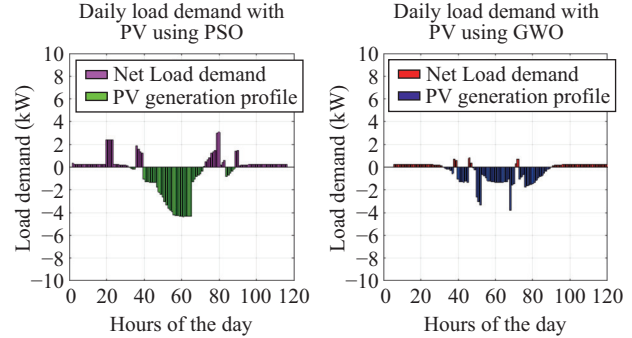 Daily load demand with
PV using PSO
Load demand (kW)
10
8
6
4
2
0
−2
−4
−6
−8
−10
Net Load demand
PV generation profile
0 20 40 60 80 100 120
Hours of the day
Daily load demand with
PV using GWO
Load demand (kW)
10
8
6
4
2
0
−2
−4
−6
−8
−10
Net Load demand
PV generation profile
0 20 40 60 80 100 120
Hours of the day